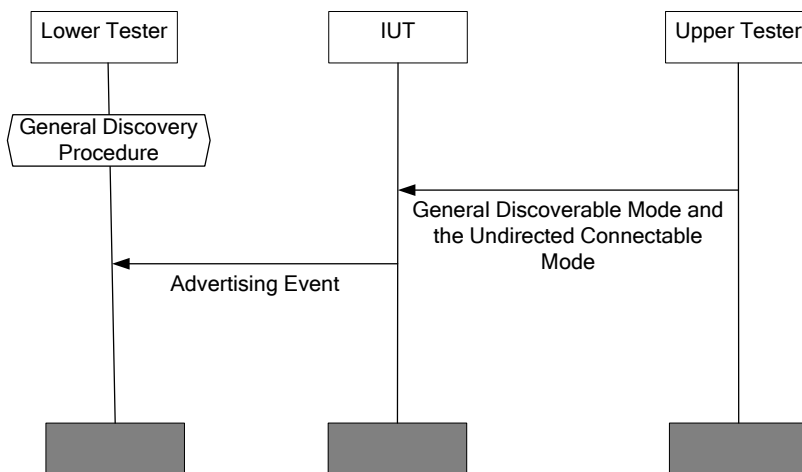 Lower Tester
IUT
Upper Tester
General Discovery
Procedure
General Discoverable Mode and
the Undirected Connectable
Mode
Advertising Event